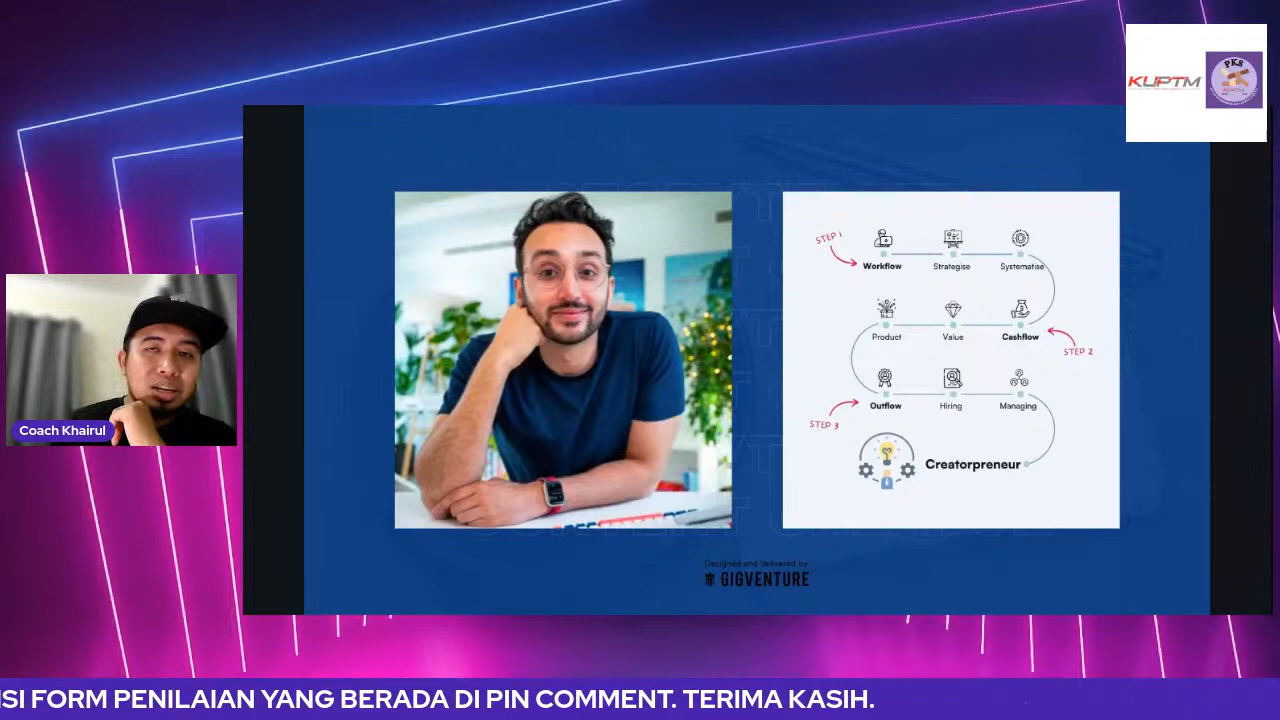 KUPTM
PKS
STEP 1
Workflow
Strategise
Systematise
Product
Value
Cashflow
STEP 2
Outflow
Hiring
Managing
STEP 3
Creatorpreneur
Coach Khairul
Designed and delivered by
GIGVENTURE
ISI FORM PENILAIAN YANG BERADA DI PIN COMMENT. TERIMA KASIH.